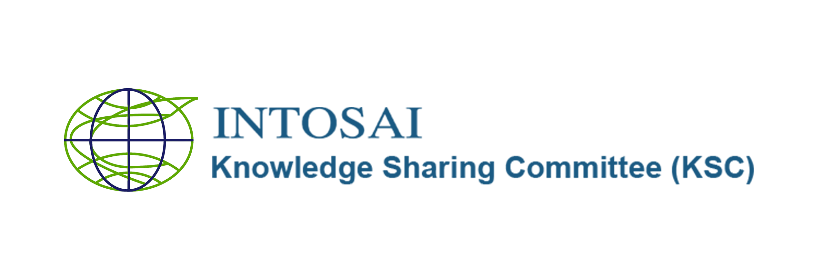 INTOSAI
Knowledge Sharing Committee (KSC)